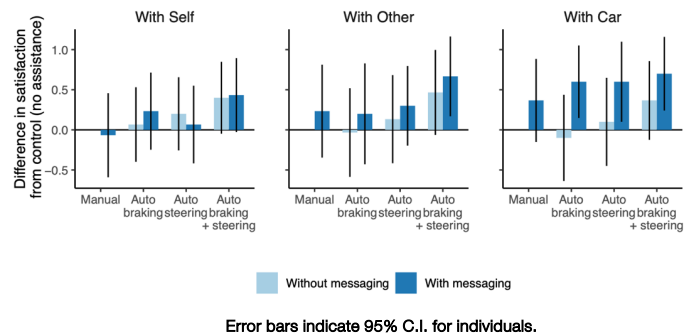 With Self
With Other
With Car
Difference in satisfaction
from control (no assistance)
1.0
0.5
0.0
−0.5
Manual Auto braking Auto steering Auto braking + steering
Manual Auto braking Auto steering Auto braking + steering
Manual Auto braking Auto steering Auto braking + steering
Without messaging With messaging
Error bars indicate 95% C.I. for individuals.